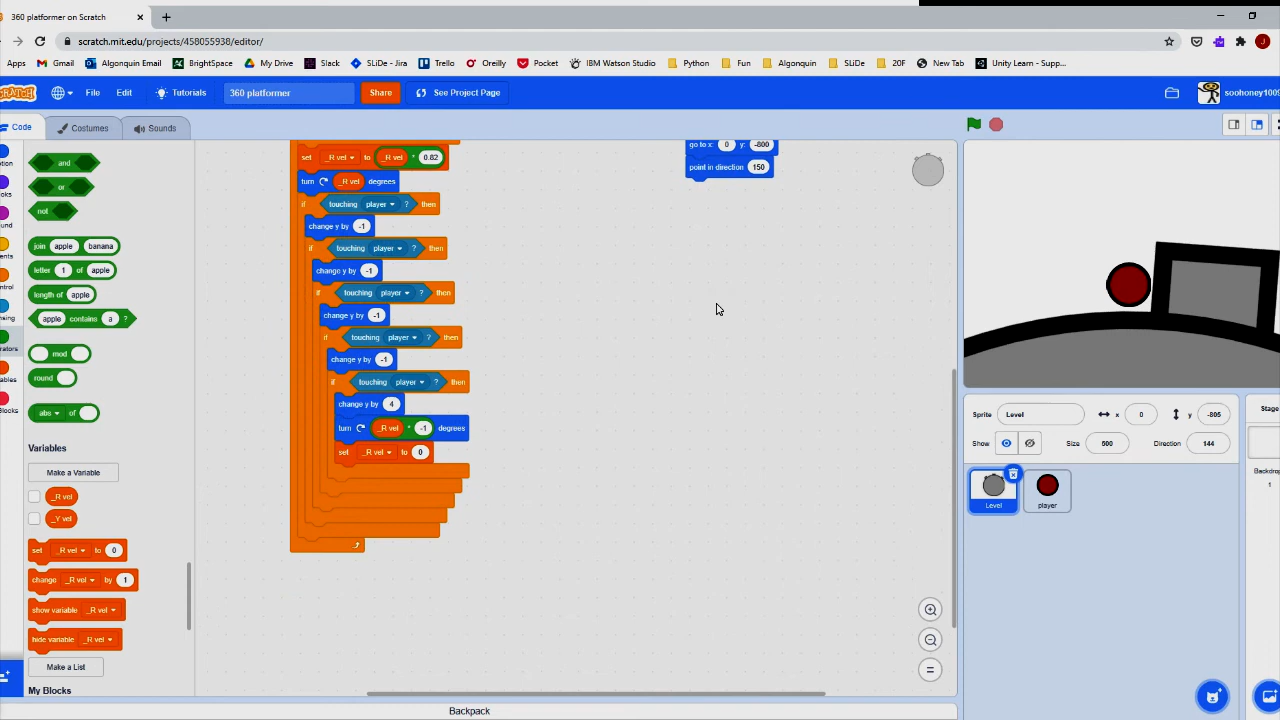 360 platformer on Scratch
scratch.mit.edu/projects/458055938/editor/
Apps Gmail Algonquin Email BrightSpace My Drive Slack SLiDe - Jira Trello Oreilly Pocket IBM Watson Studio Python Fun Algonquin SLiDe 20F New Tab Unity Learn - Supp...
File Edit Tutorials 360 platformer Share See Project Page soohoney1009
Code Costumes Sounds
and
or
not
join apple banana
letter 1 of apple
length of apple
apple contains a ?
mod
round
abs of
Variables
Make a Variable
_R vel
_Y vel
set _R vel to 0
change _R vel by 1
show variable _R vel
hide variable _R vel
Make a List
My Blocks
set _R vel to _R vel * 0.82
turn _R vel degrees
if touching player ? then
change y by -1
if touching player ? then
change y by -1
if touching player ? then
change y by -1
if touching player ? then
change y by -1
if touching player ? then
change y by 4
turn _R vel * -1 degrees
set _R vel to 0
go to x: 0 y: -800
point in direction 150
Sprite Level x 0 y -805
Show Size 600 Direction 144
Level
player
Stage
Backdrop
1
Backpack